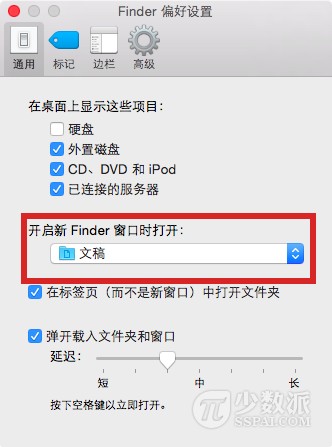 Finder 偏好设置
通用 标记 边栏 高级
在桌面上显示这些项目:
硬盘
外置磁盘
CD、DVD 和 iPod
已连接的服务器
开启新 Finder 窗口时打开:
文稿
在标签页（而不是新窗口）中打开文件夹
弹开载入文件夹和窗口
延迟:
短 中 长
按下空格键以立即打开。
π 少数派
SSPAI.COM